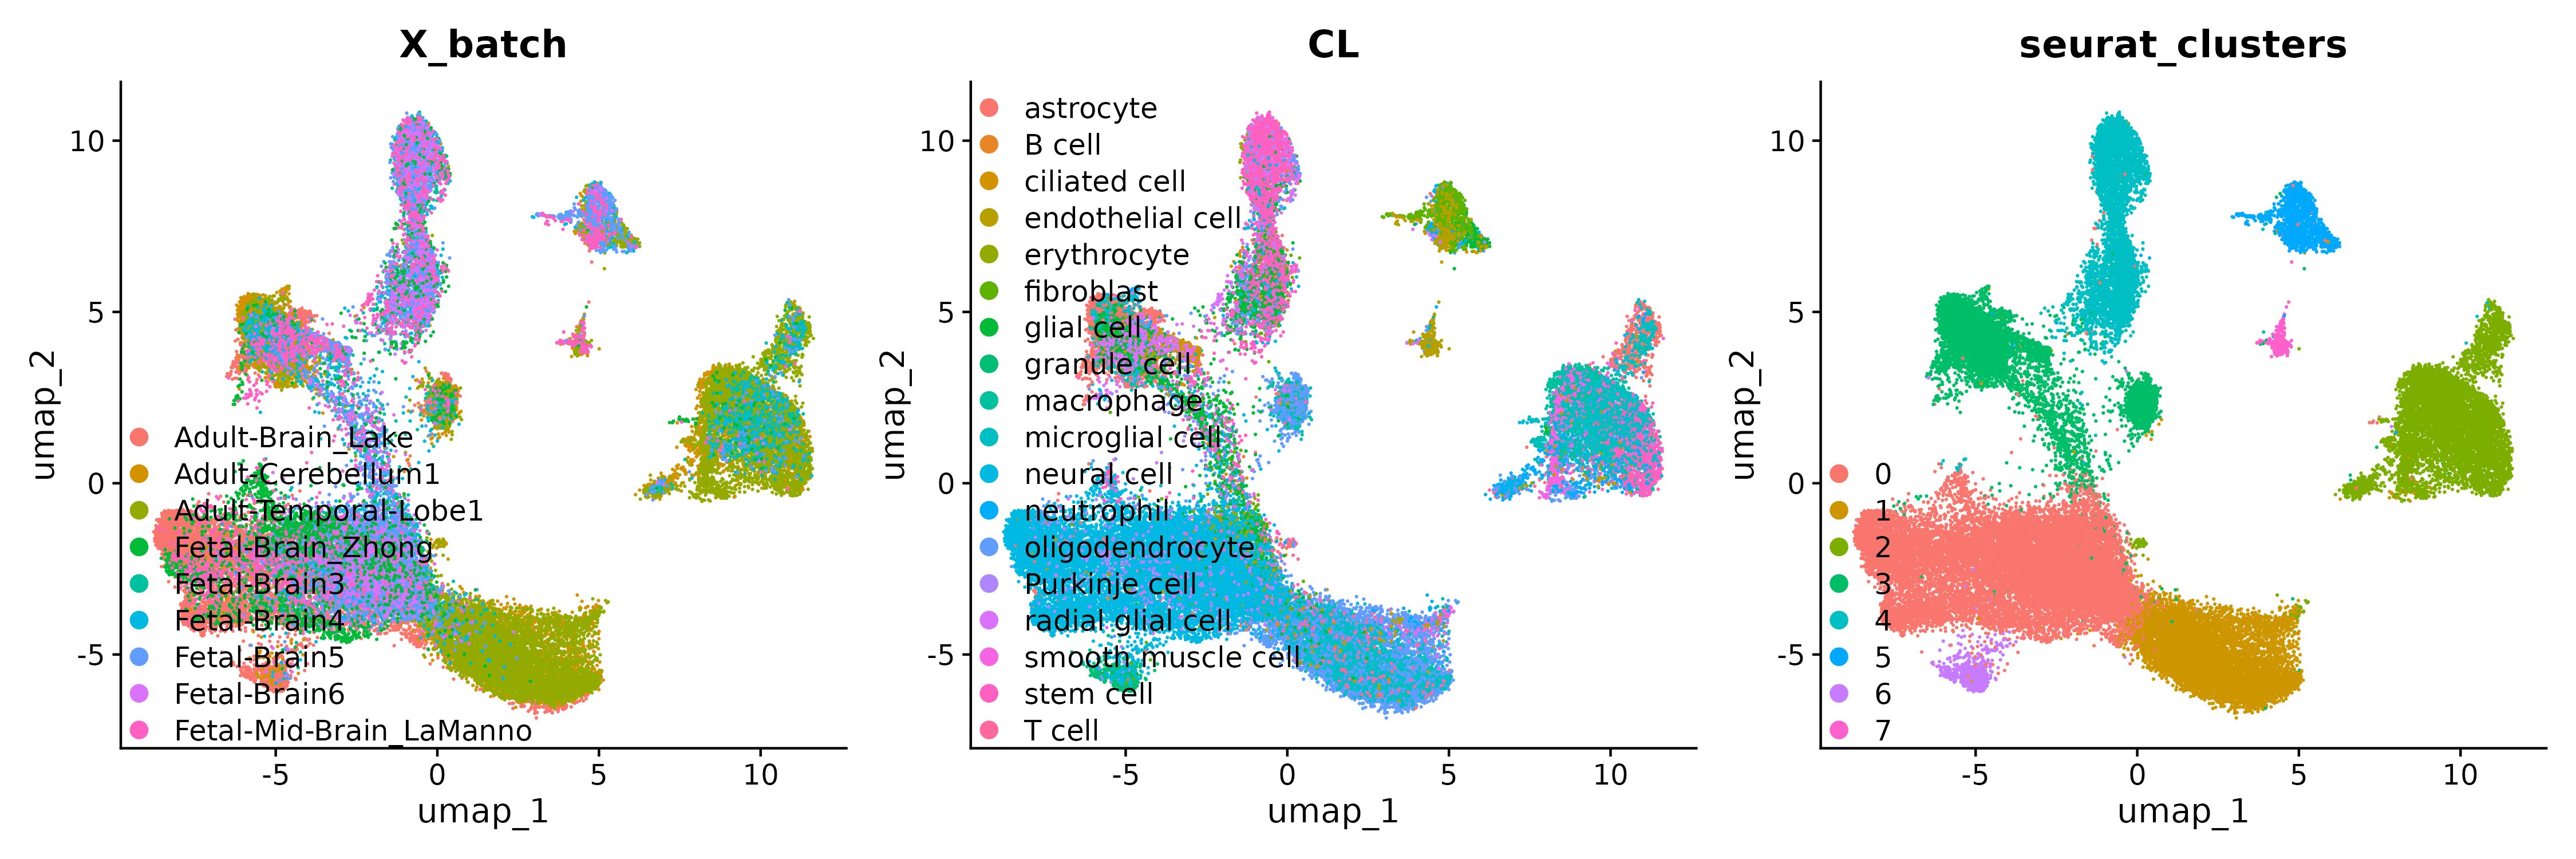 X_batch
umap_2
10
5
0
-5
Adult-Brain_Lake
Adult-Cerebellum1
Adult-Temporal-Lobe1
Fetal-Brain_Zhong
Fetal-Brain3
Fetal-Brain4
Fetal-Brain5
Fetal-Brain6
Fetal-Mid-Brain_LaManno
-5
0
5
10
umap_1
CL
umap_2
10
5
0
-5
astrocyte
B cell
ciliated cell
endothelial cell
erythrocyte
fibroblast
glial cell
granule cell
macrophage
microglial cell
neural cell
neutrophil
oligodendrocyte
Purkinje cell
radial glial cell
smooth muscle cell
stem cell
T cell
-5
0
5
10
umap_1
seurat_clusters
umap_2
10
5
0
-5
0
1
2
3
4
5
6
7
-5
0
5
10
umap_1